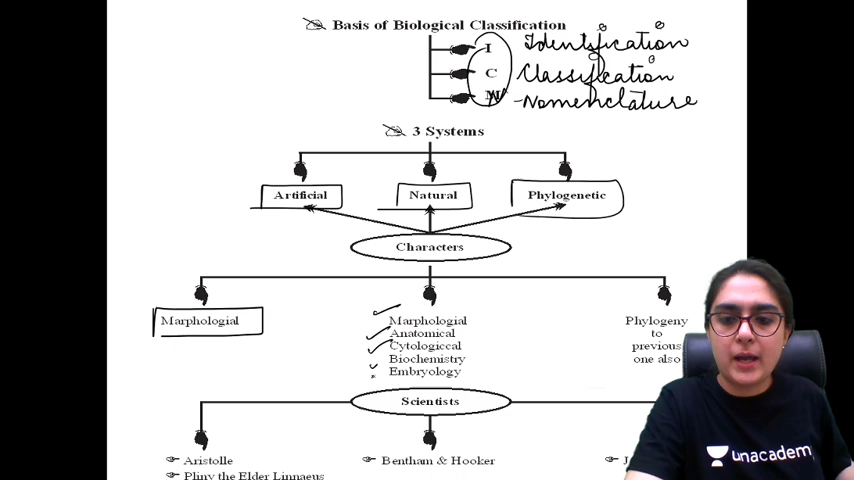 Basis of Biological Classification
I Identification
C Classification
N Nomenclature
3 Systems
Artificial Natural Phylogenetic
Characters
Marphologial
Marphologial
Anatomical
Cytologiccal
Biochemistry
Embryology
Phylogeny
to
previous
one also
Scientists
Aristolle
Pliny the Elder Linnaeus
Bentham & Hooker
unacadem